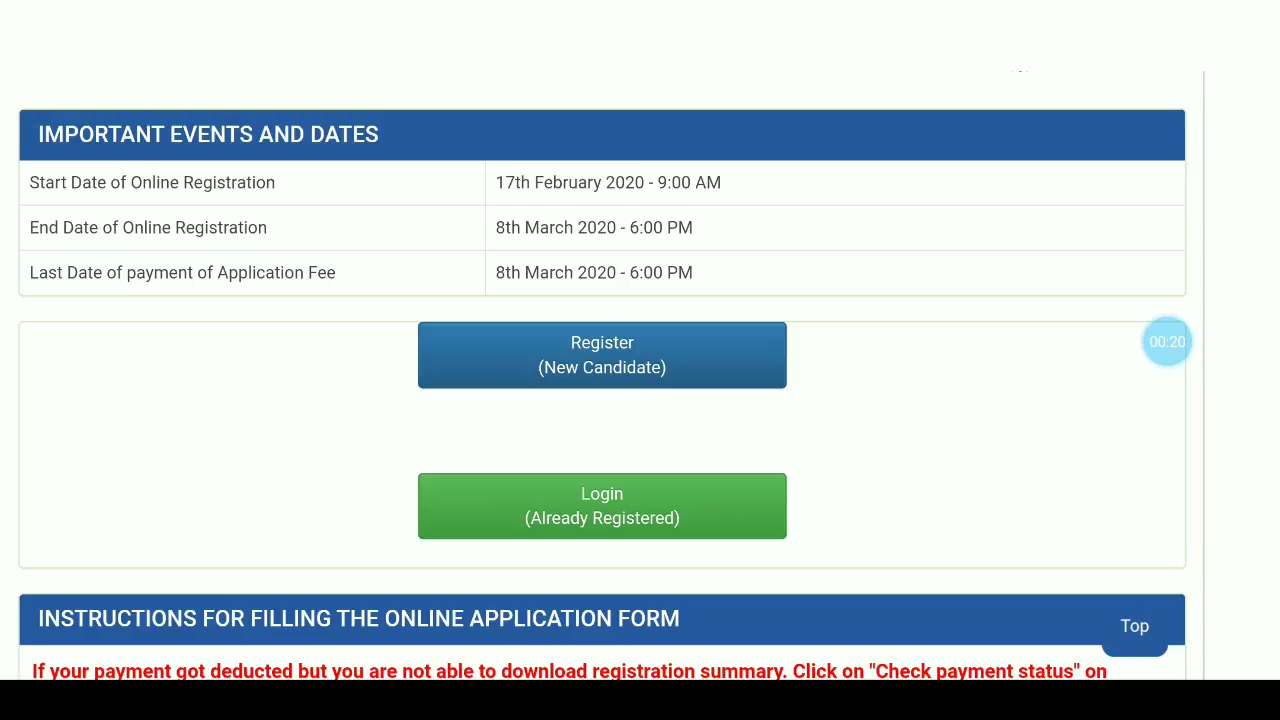 IMPORTANT EVENTS AND DATES
Start Date of Online Registration 17th February 2020 - 9:00 AM
End Date of Online Registration 8th March 2020 - 6:00 PM
Last Date of payment of Application Fee 8th March 2020 - 6:00 PM
Register
(New Candidate)
00:20
Login
(Already Registered)
INSTRUCTIONS FOR FILLING THE ONLINE APPLICATION FORM
Top
If your payment got deducted but you are not able to download registration summary. Click on "Check payment status" on